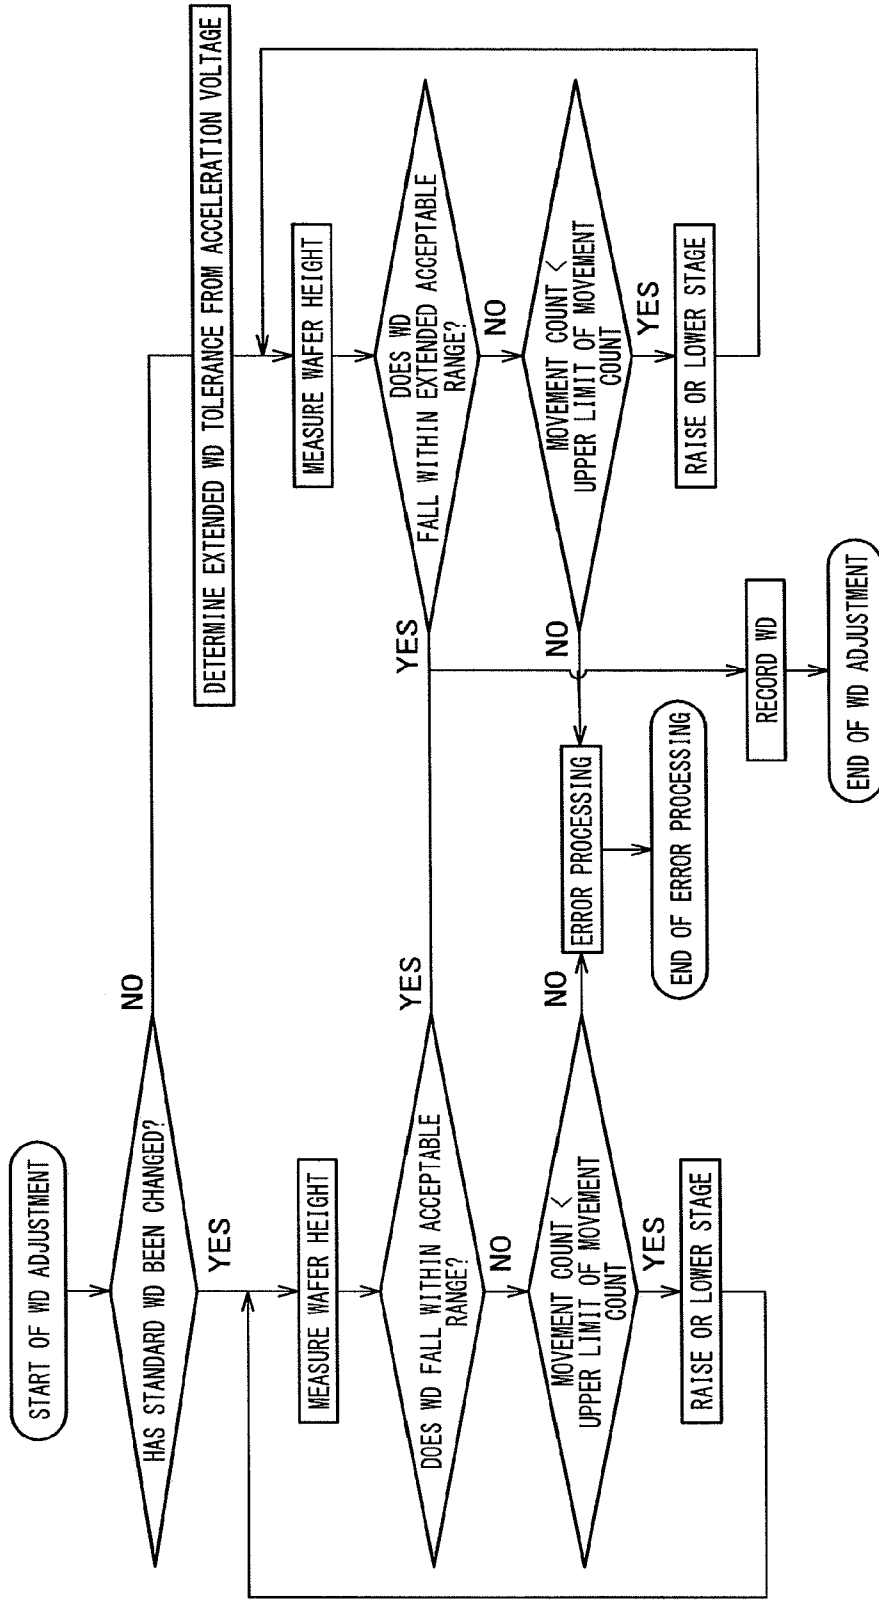 START OF WD ADJUSTMENT
HAS STANDARD WD BEEN CHANGED?
NO
YES
DETERMINE EXTENDED WD TOLERANCE FROM ACCELERATION VOLTAGE
MEASURE WAFER HEIGHT
MEASURE WAFER HEIGHT
DOES WD FALL WITHIN ACCEPTABLE
RANGE?
YES
NO
DOES WD
FALL WITHIN EXTENDED ACCEPTABLE
RANGE?
YES
NO
MOVEMENT COUNT <
UPPER LIMIT OF MOVEMENT
COUNT
NO
YES
ERROR PROCESSING
MOVEMENT COUNT <
UPPER LIMIT OF MOVEMENT
COUNT
NO
YES
RAISE OR LOWER STAGE
END OF ERROR PROCESSING
RAISE OR LOWER STAGE
RECORD WD
END OF WD ADJUSTMENT